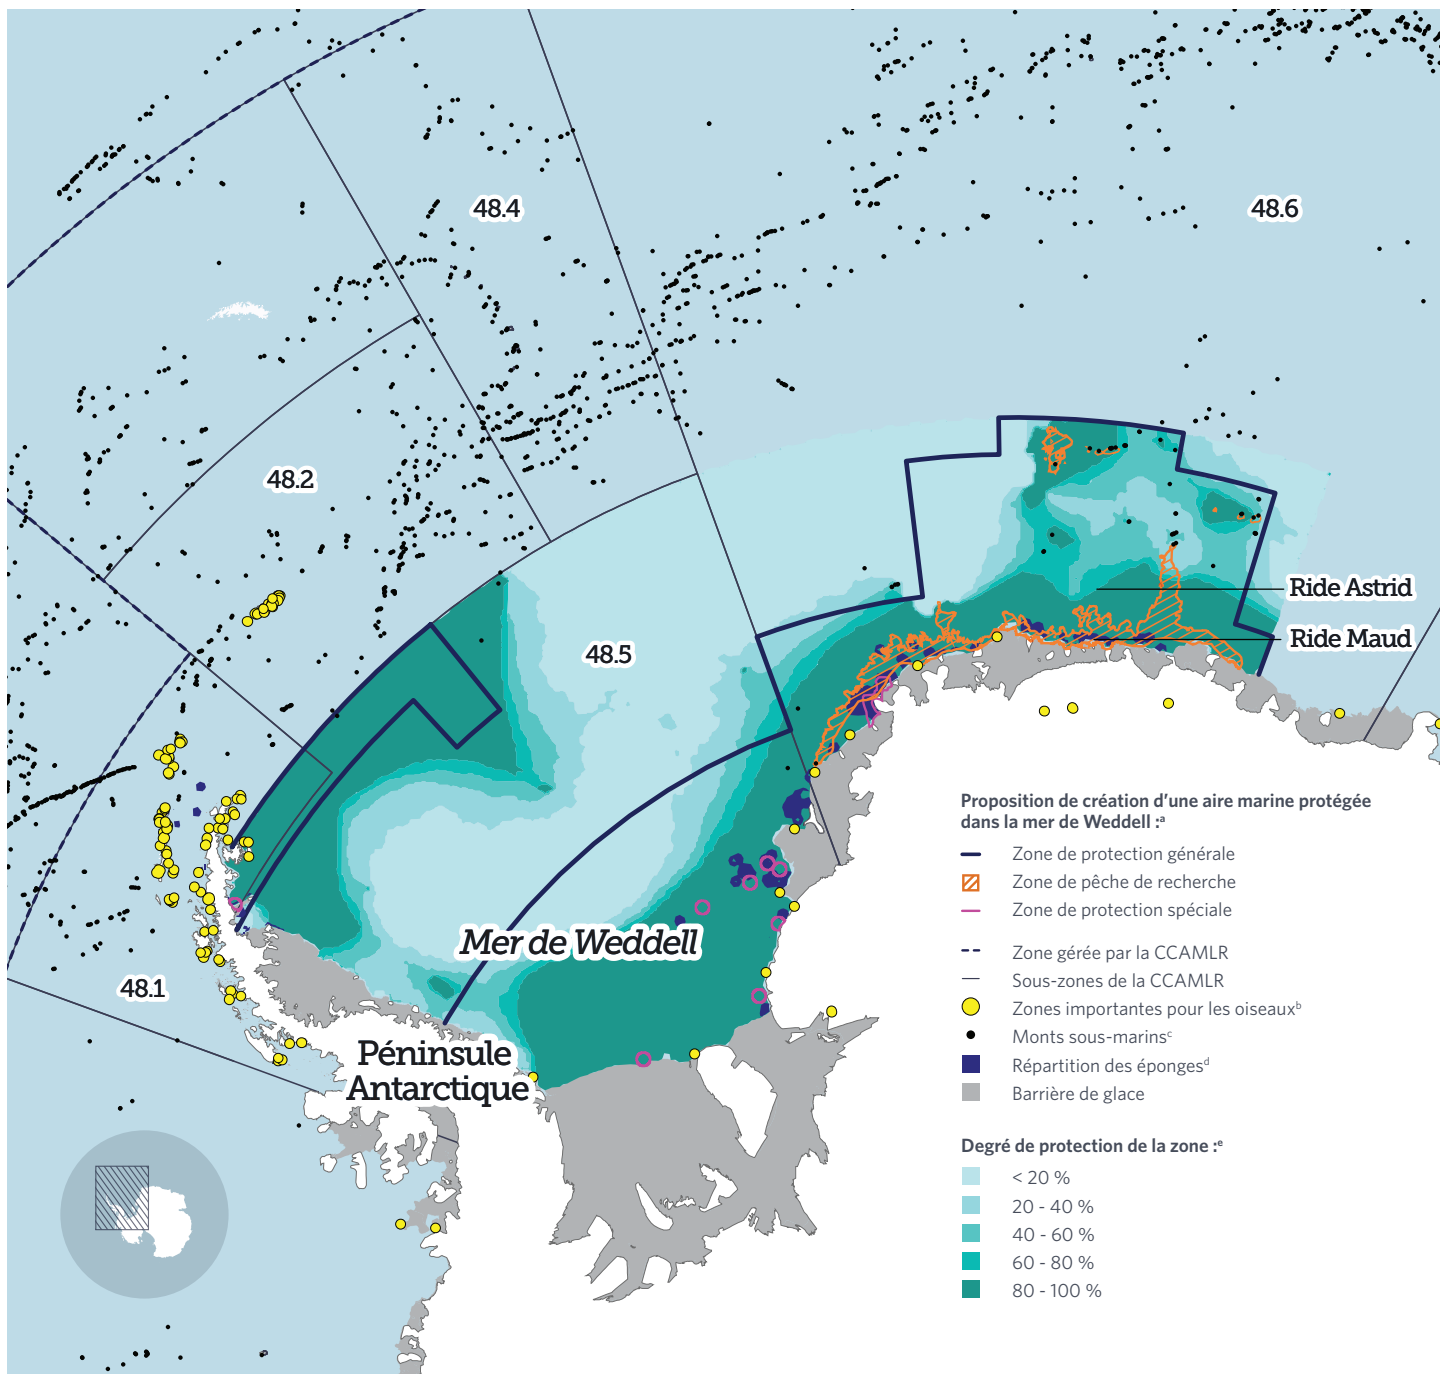 48.4
48.6
48.2
Ride Astrid
Ride Maud
48.5
Mer de Weddell
48.1
Péninsule
Antarctique
Proposition de création d'une aire marine protégée
dans la mer de Weddell :ᵃ
Zone de protection générale
Zone de pêche de recherche
Zone de protection spéciale
Zone gérée par la CCAMLR
Sous-zones de la CCAMLR
Zones importantes pour les oiseauxᵇ
Monts sous-marinsᶜ
Répartition des épongesᵈ
Barrière de glace
Degré de protection de la zone :ᵉ
< 20 %
20 - 40 %
40 - 60 %
60 - 80 %
80 - 100 %